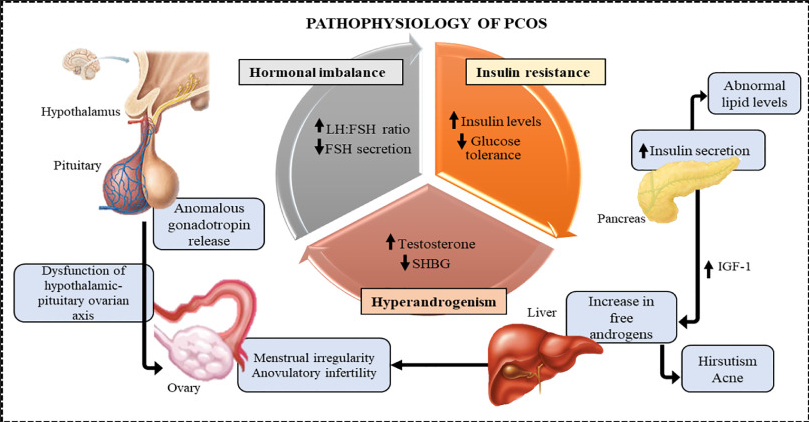 PATHOPHYSIOLOGY OF PCOS
Hormonal imbalance
Insulin resistance
Abnormal
lipid levels
Hypothalamus
LH:FSH ratio
FSH secretion
Insulin levels
Glucose
tolerance
Insulin secretion
Pituitary
Pancreas
Anomalous
gonadotropin
release
Testosterone
SHBG
Dysfunction of
hypothalamic-
pituitary ovarian
axis
IGF-1
Hyperandrogenism
Liver
Increase in
free
androgens
Menstrual irregularity
Anovulatory infertility
Hirsutism
Acne
Ovary